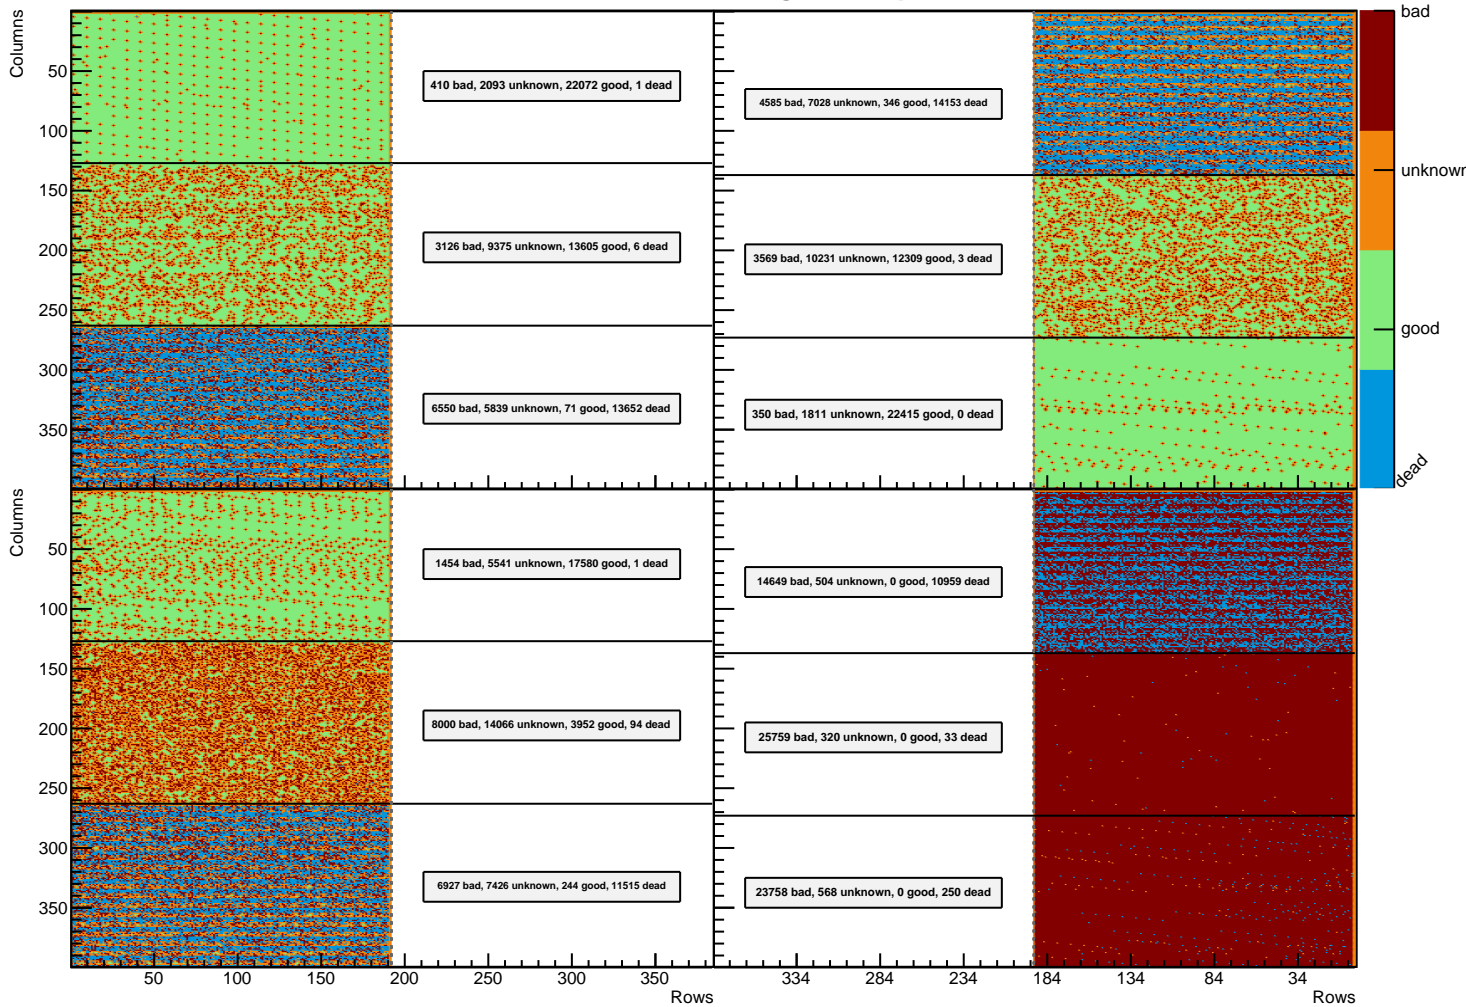 Columns
50
100
150
200
250
300
350
410 bad, 2093 unknown, 22072 good, 1 dead
3126 bad, 9375 unknown, 13605 good, 6 dead
6550 bad, 5839 unknown, 71 good, 13652 dead
4585 bad, 7028 unknown, 346 good, 14153 dead
3569 bad, 10231 unknown, 12309 good, 3 dead
350 bad, 1811 unknown, 22415 good, 0 dead
bad
unknown
good
dead
Columns
50
100
150
200
250
300
350
1454 bad, 5541 unknown, 17580 good, 1 dead
8000 bad, 14066 unknown, 3952 good, 94 dead
6927 bad, 7426 unknown, 244 good, 11515 dead
14649 bad, 504 unknown, 0 good, 10959 dead
25759 bad, 320 unknown, 0 good, 33 dead
23758 bad, 568 unknown, 0 good, 250 dead
50 100 150 200 250 300 350
Rows
334 284 234 184 134 84 34
Rows